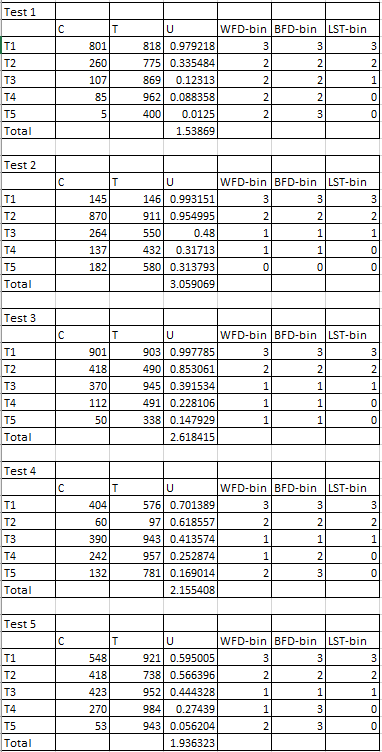 Test 1
C T U WFD-bin BFD-bin LST-bin
T1 801 818 0.979218 3 3 3
T2 260 775 0.335484 2 2 2
T3 107 869 0.12313 2 2 1
T4 85 962 0.088358 2 2 0
T5 5 400 0.0125 2 3 0
Total 1.53869
Test 2
C T U WFD-bin BFD-bin LST-bin
T1 145 146 0.993151 3 3 3
T2 870 911 0.954995 2 2 2
T3 264 550 0.48 1 1 1
T4 137 432 0.31713 1 1 0
T5 182 580 0.313793 0 0 0
Total 3.059069
Test 3
C T U WFD-bin BFD-bin LST-bin
T1 901 903 0.997785 3 3 3
T2 418 490 0.853061 2 2 2
T3 370 945 0.391534 1 1 1
T4 112 491 0.228106 1 1 0
T5 50 338 0.147929 1 1 0
Total 2.618415
Test 4
C T U WFD-bin BFD-bin LST-bin
T1 404 576 0.701389 3 3 3
T2 60 97 0.618557 2 2 2
T3 390 943 0.413574 1 1 1
T4 242 957 0.252874 1 2 0
T5 132 781 0.169014 2 3 0
Total 2.155408
Test 5
C T U WFD-bin BFD-bin LST-bin
T1 548 921 0.595005 3 3 3
T2 418 738 0.566396 2 2 2
T3 423 952 0.444328 1 1 1
T4 270 984 0.27439 1 3 0
T5 53 943 0.056204 2 3 0
Total 1.936323